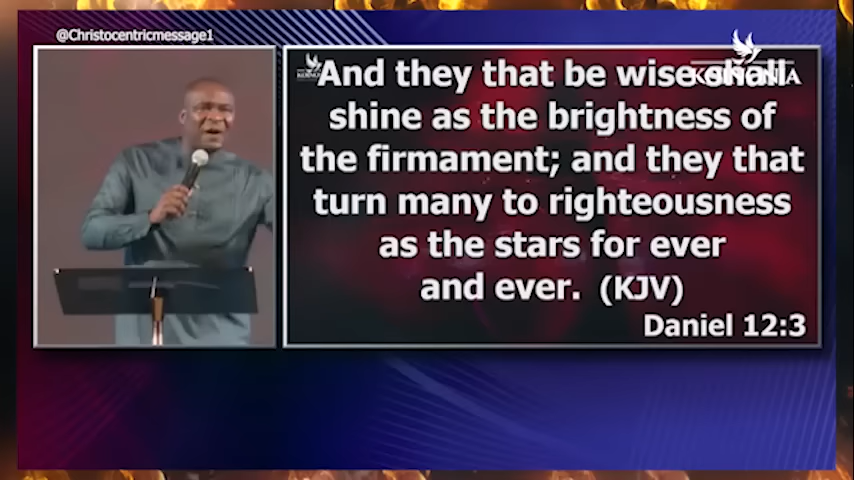 @Christocentricmessage1
And they that be wise shall
shine as the brightness of
the firmament; and they that
turn many to righteousness
as the stars for ever
and ever. (KJV)
Daniel 12:3